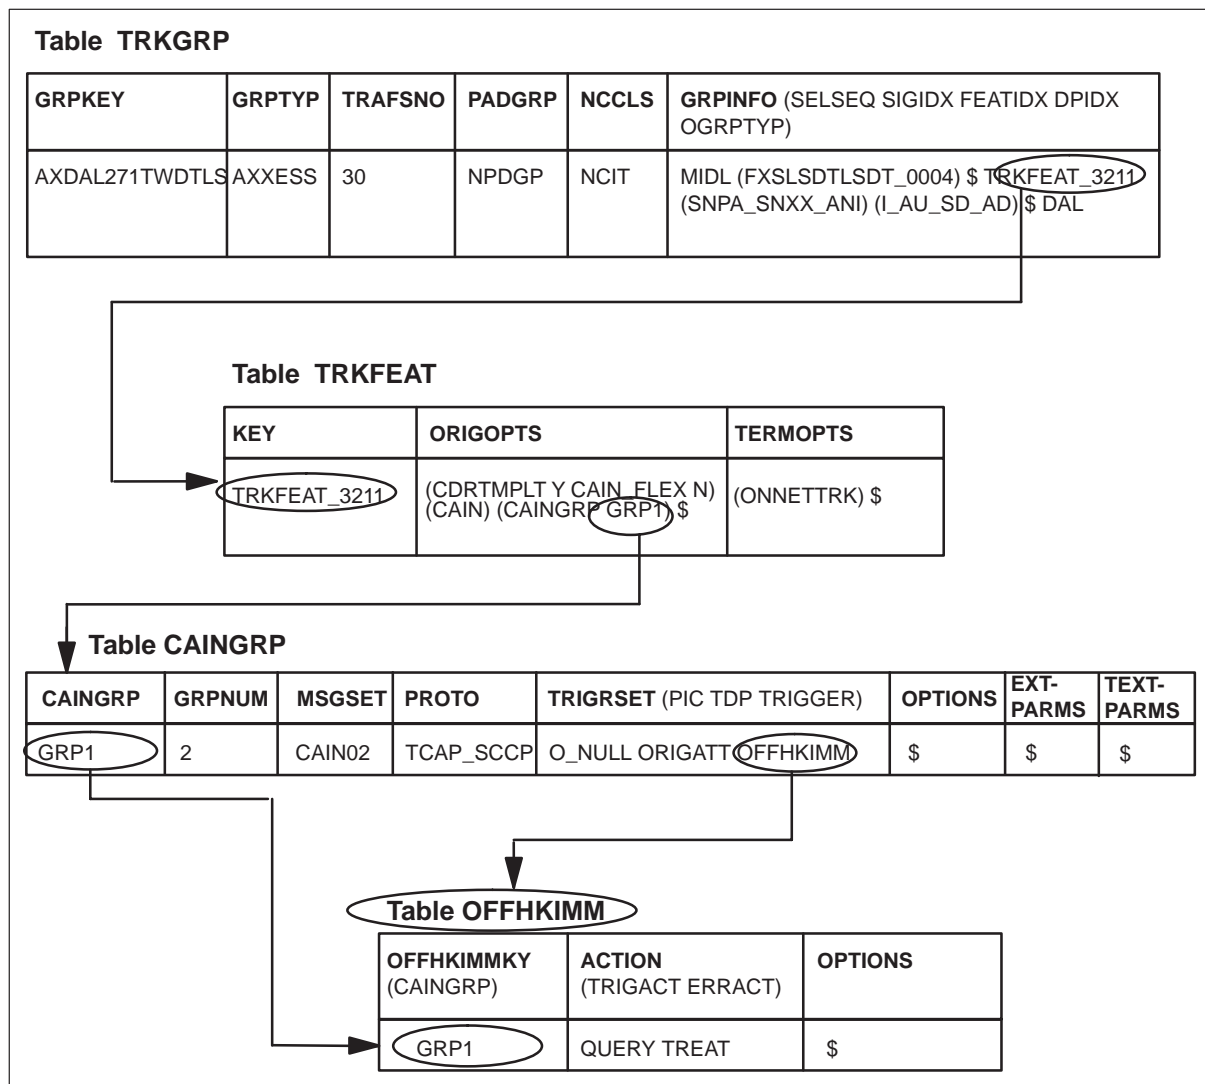 Table TRKGRP
GRPKEY GRPTYP TRAFSNO PADGRP NCCLS GRPINFO (SELSEQ SIGIDX FEATIDX DPIDX
OGRPTYP)
AXDAL271TWDTLS AXXESS 30 NPDGP NCIT MIDL (FXSLSDTLSDT_0004) $ TRKFEAT_3211
(SNPA_SNXX_ANI) (I_AU_SD_AD) $ DAL
Table TRKFEAT
KEY ORIGOPTS TERMOPTS
TRKFEAT_3211 (CDRTMPLT Y CAIN_FLEX N)
(CAIN) (CAINGRP GRP1) $ (ONNETTRK) $
Table CAINGRP
CAINGRP GRPNUM MSGSET PROTO TRIGRSET (PIC TDP TRIGGER) OPTIONS EXT-
PARMS TEXT-
PARMS
GRP1 2 CAIN02 TCAP_SCCP O_NULL ORIGATT OFFHKIMM $ $ $
Table OFFHKIMM
OFFHKIMMKY ACTION OPTIONS
(CAINGRP) (TRIGACT ERRACT)
GRP1 QUERY TREAT $